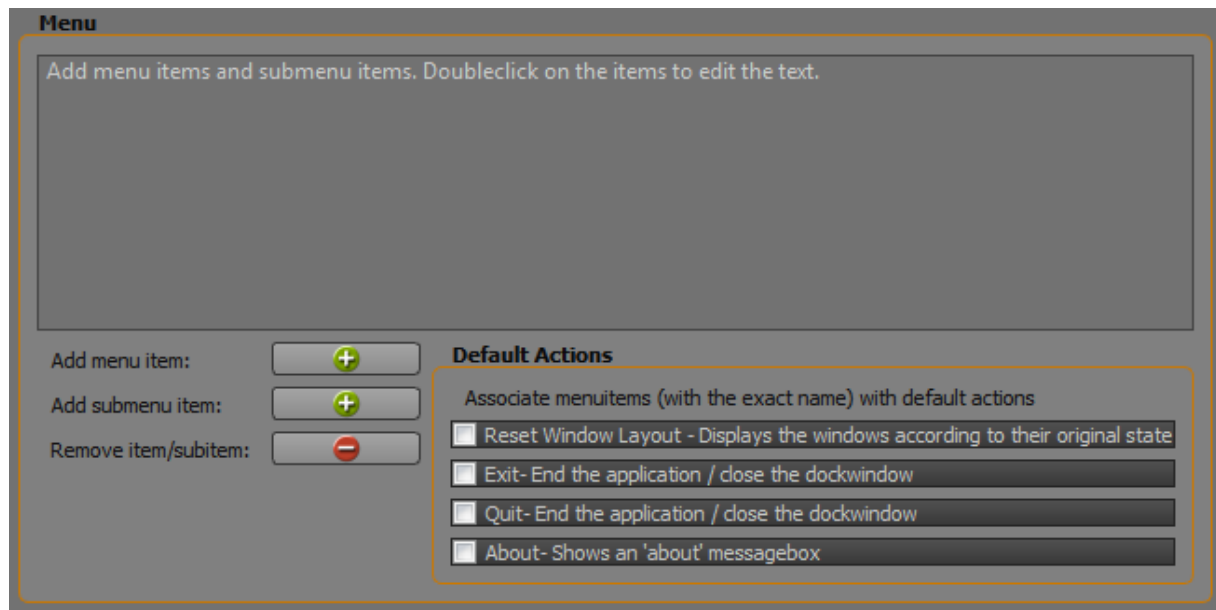 Menu
Add menu items and submenu items. Doubleclick on the items to edit the text.
Add menu item:
Add submenu item:
Remove item/subitem:
Default Actions
Associate menuitems (with the exact name) with default actions
Reset Window Layout - Displays the windows according to their original state
Exit- End the application / close the dockwindow
Quit- End the application / close the dockwindow
About- Shows an 'about' messagebox